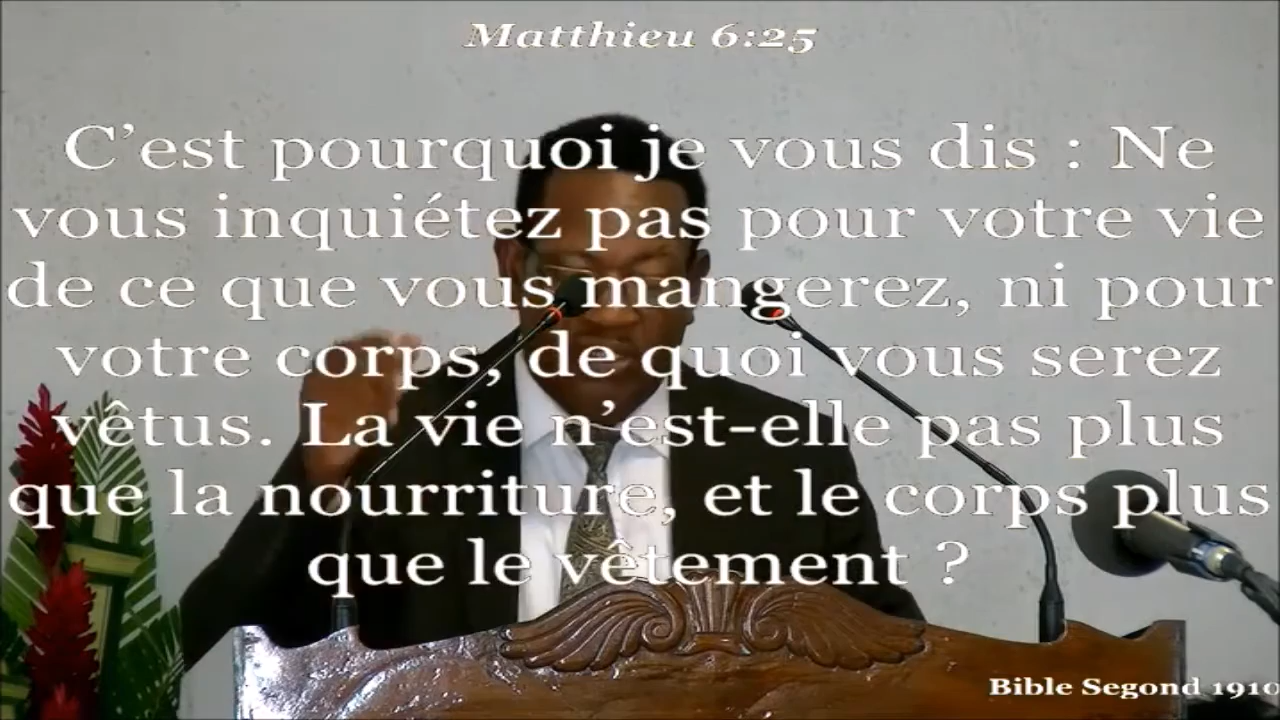 Matthieu 6:25
C’est pourquoi je vous dis : Ne
vous inquiétez pas pour votre vie
de ce que vous mangerez, ni pour
votre corps, de quoi vous serez
vêtus. La vie n’est-elle pas plus
que la nourriture, et le corps plus
que le vêtement ?
Bible Segond 1910